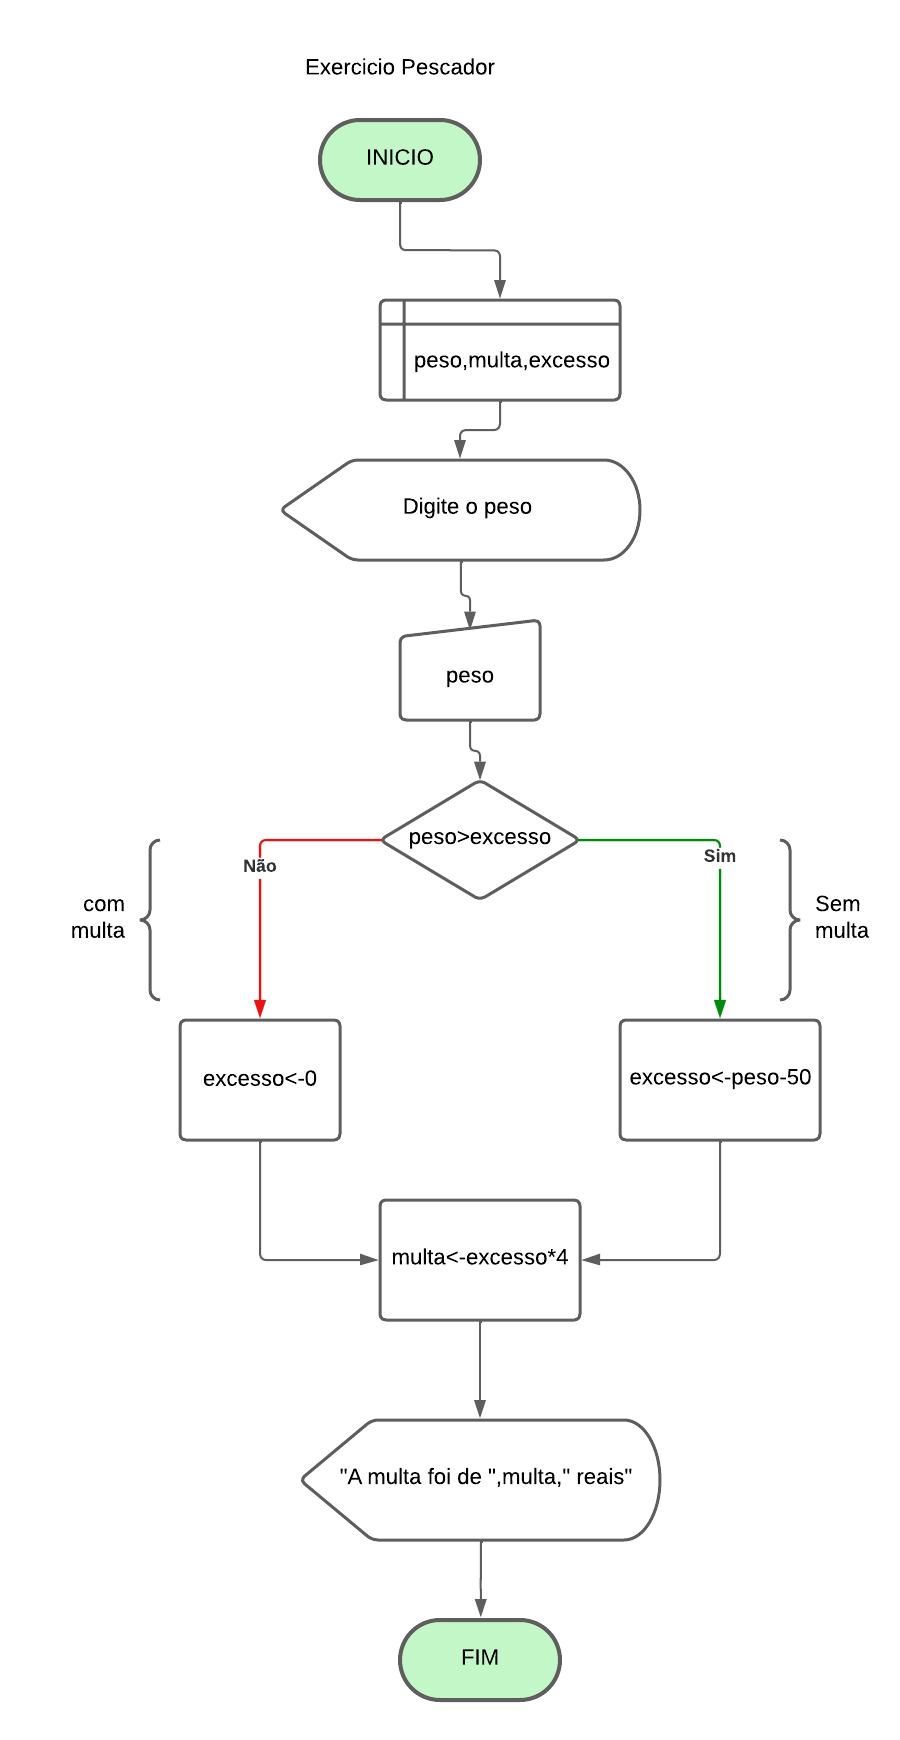 Exercicio Pescador
INICIO
peso,multa,excesso
Digite o peso
peso
peso>excesso
Não
Sim
com
multa
Sem
multa
excesso<-0
excesso<-peso-50
multa<-excesso*4
"A multa foi de ",multa," reais"
FIM